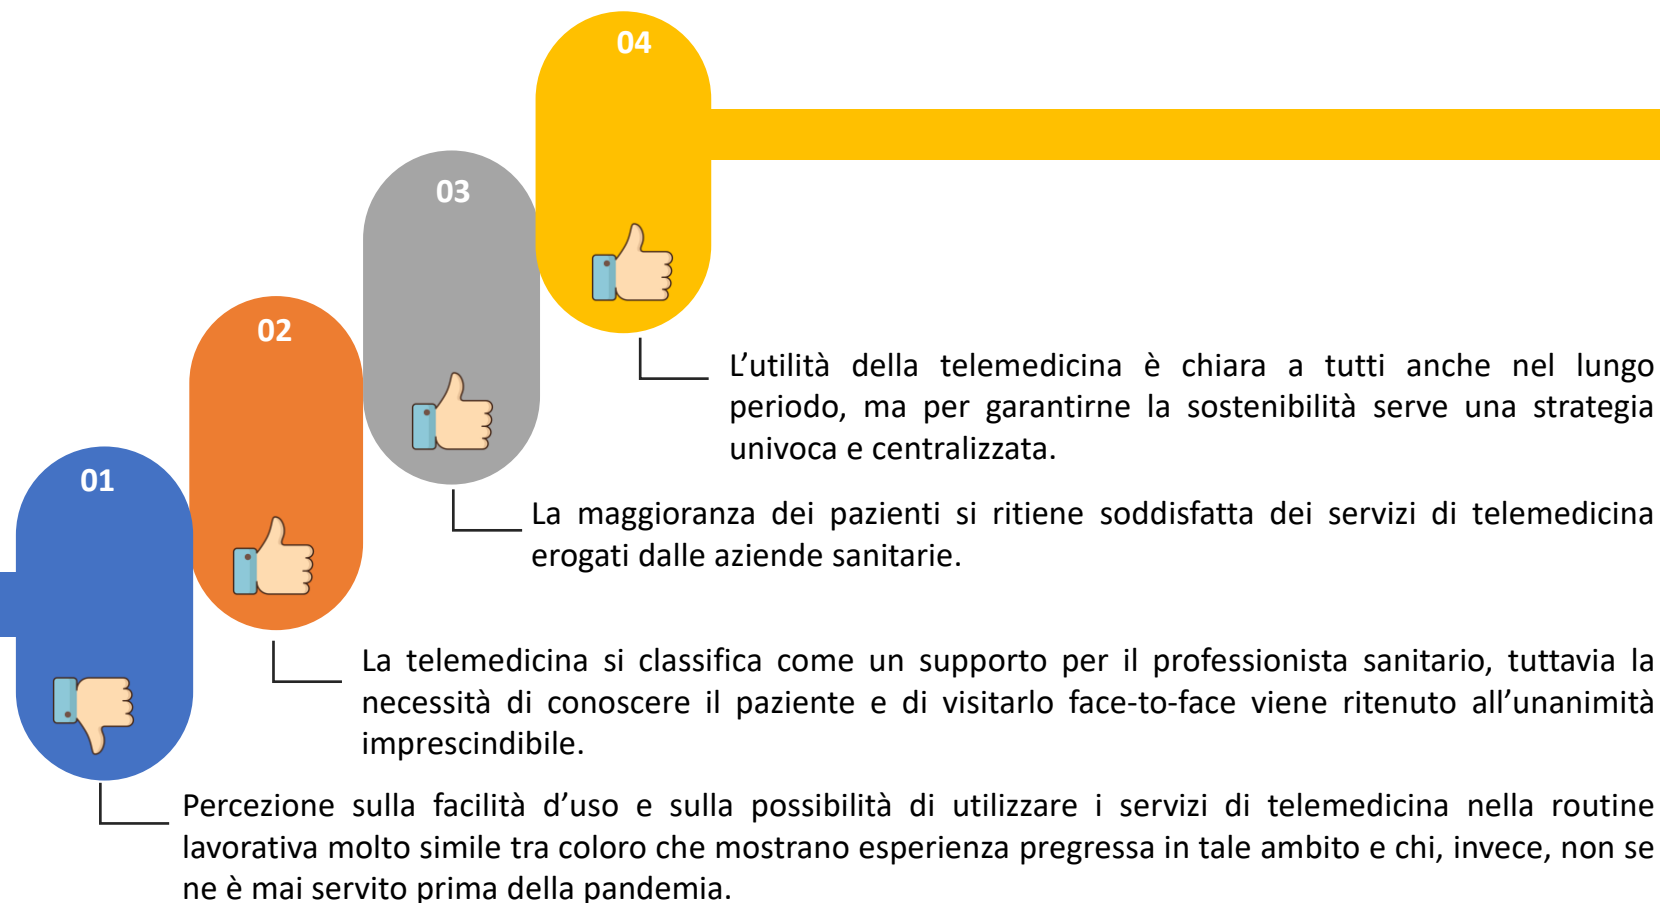 04
L’utilità della telemedicina è chiara a tutti anche nel lungo
periodo, ma per garantirne la sostenibilità serve una strategia
univoca e centralizzata.
03
La maggioranza dei pazienti si ritiene soddisfatta dei servizi di telemedicina
erogati dalle aziende sanitarie.
02
La telemedicina si classifica come un supporto per il professionista sanitario, tuttavia la
necessità di conoscere il paziente e di visitarlo face-to-face viene ritenuto all’unanimità
imprescindibile.
01
Percezione sulla facilità d’uso e sulla possibilità di utilizzare i servizi di telemedicina nella routine
lavorativa molto simile tra coloro che mostrano esperienza pregressa in tale ambito e chi, invece, non se
ne è mai servito prima della pandemia.